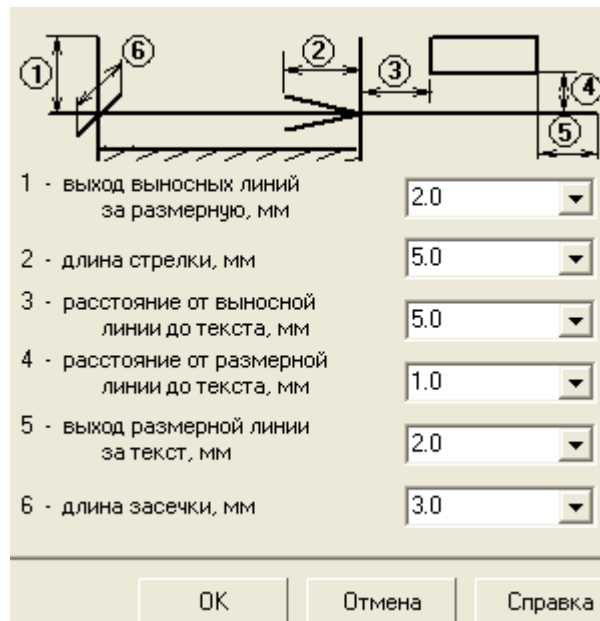 1 6 2 3 4 5
1 - выход выносных линий
за размерную, мм
2.0
2 - длина стрелки, мм
5.0
3 - расстояние от выносной
линии до текста, мм
5.0
4 - расстояние от размерной
линии до текста, мм
1.0
5 - выход размерной линии
за текст, мм
2.0
6 - длина засечки, мм
3.0
OK Отмена Справка